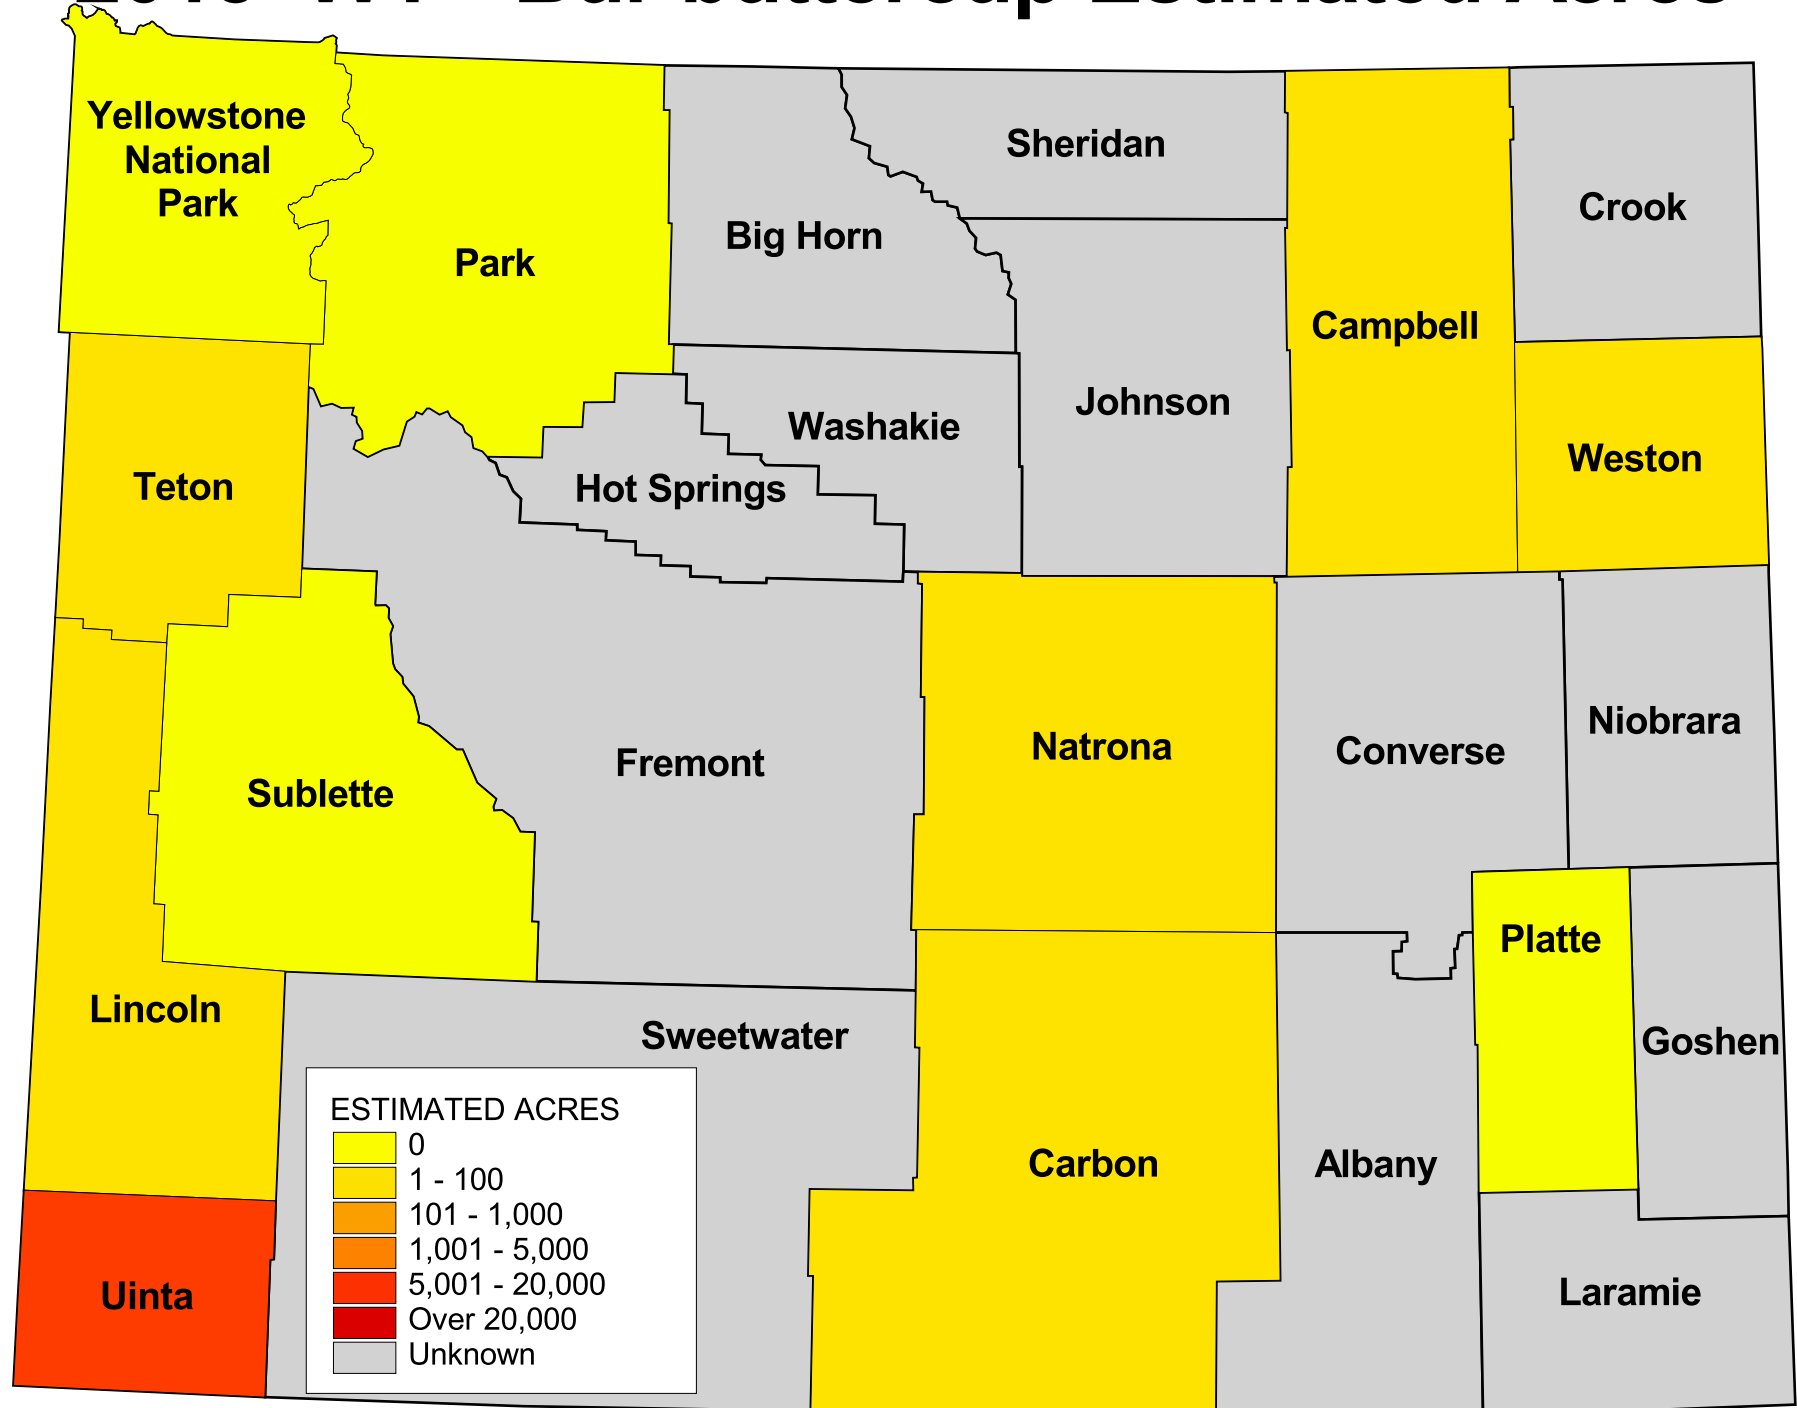 Estimated Acres
Yellowstone
National
Park
Park
Big Horn
Sheridan
Crook
Campbell
Johnson
Washakie
Weston
Teton
Hot Springs
Niobrara
Natrona
Converse
Fremont
Sublette
Platte
Lincoln
Sweetwater
Goshen
Carbon
Albany
Uinta
Laramie
ESTIMATED ACRES
0
1 - 100
101 - 1,000
1,001 - 5,000
5,001 - 20,000
Over 20,000
Unknown